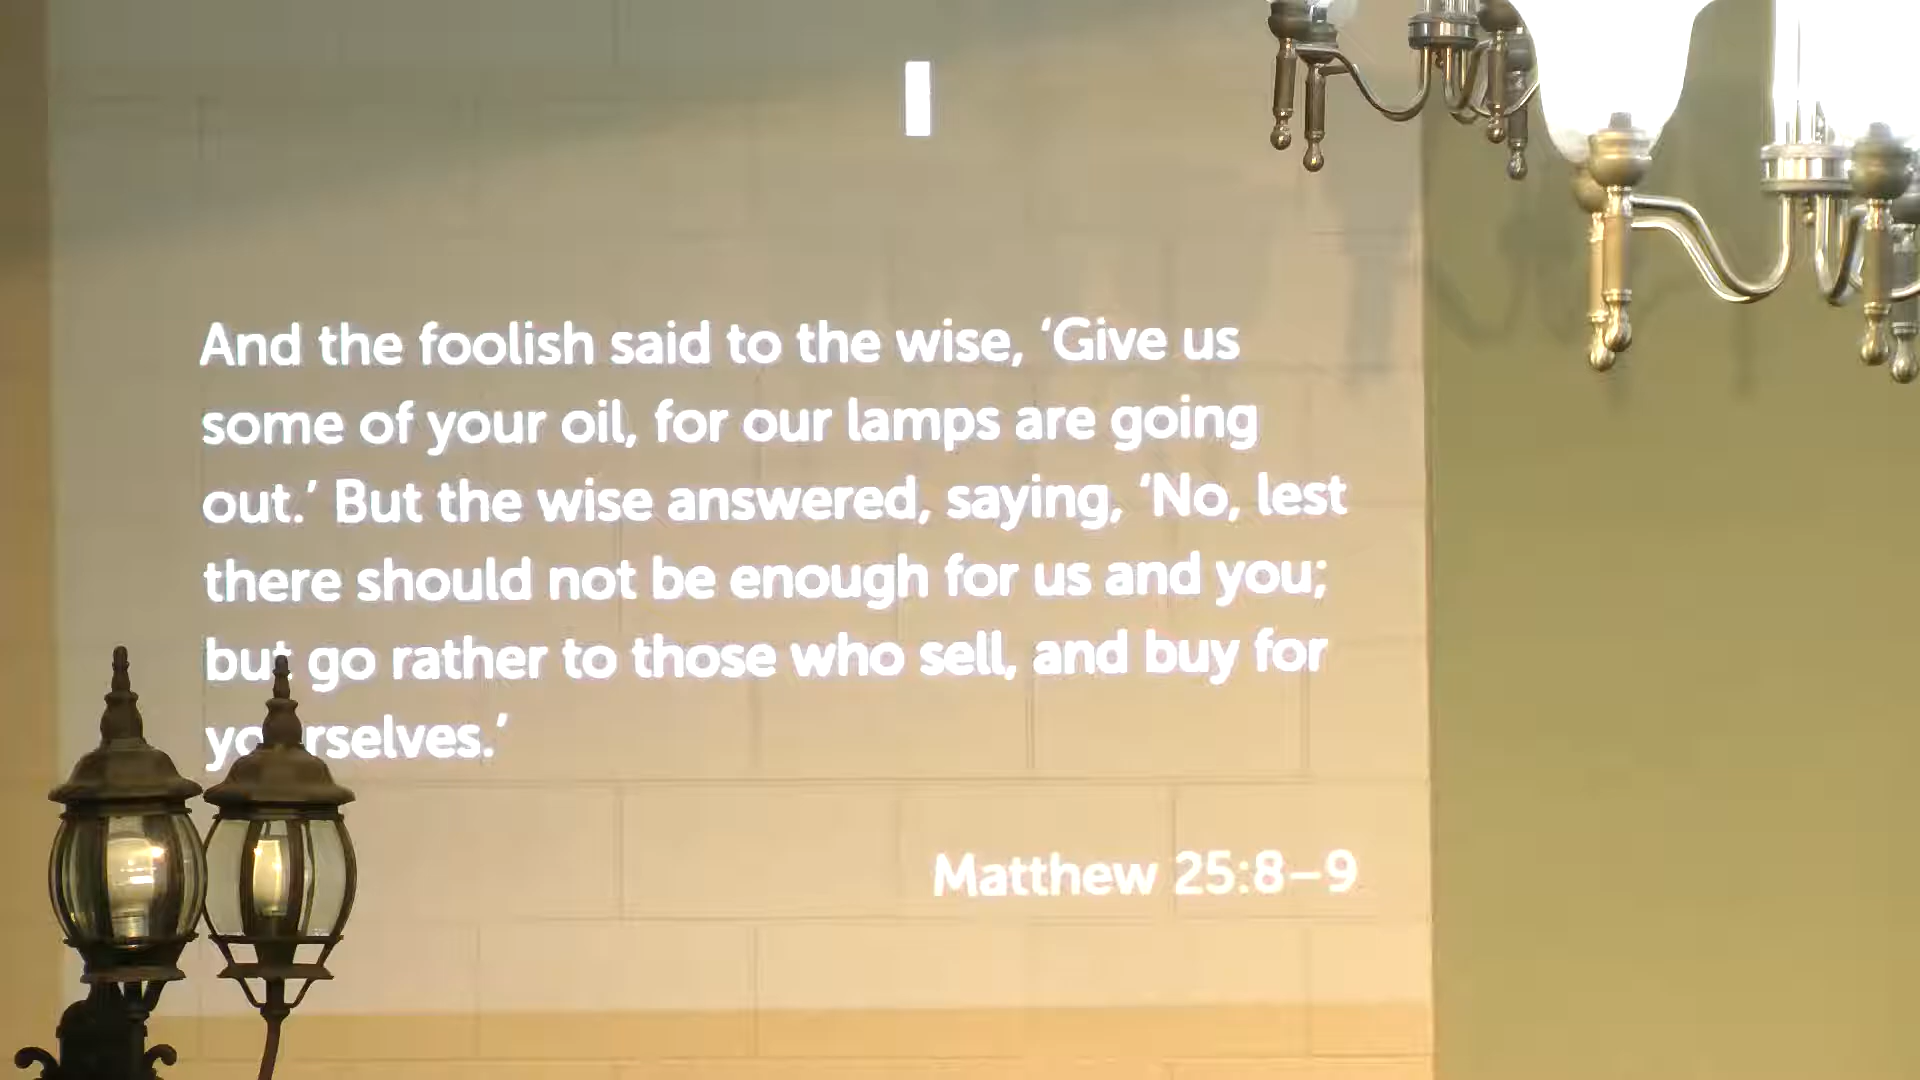 And the foolish said to the wise, ‘Give us
some of your oil, for our lamps are going
out.’ But the wise answered, saying, ‘No, lest
there should not be enough for us and you;
but go rather to those who sell, and buy for
yourselves.’
Matthew 25:8–9